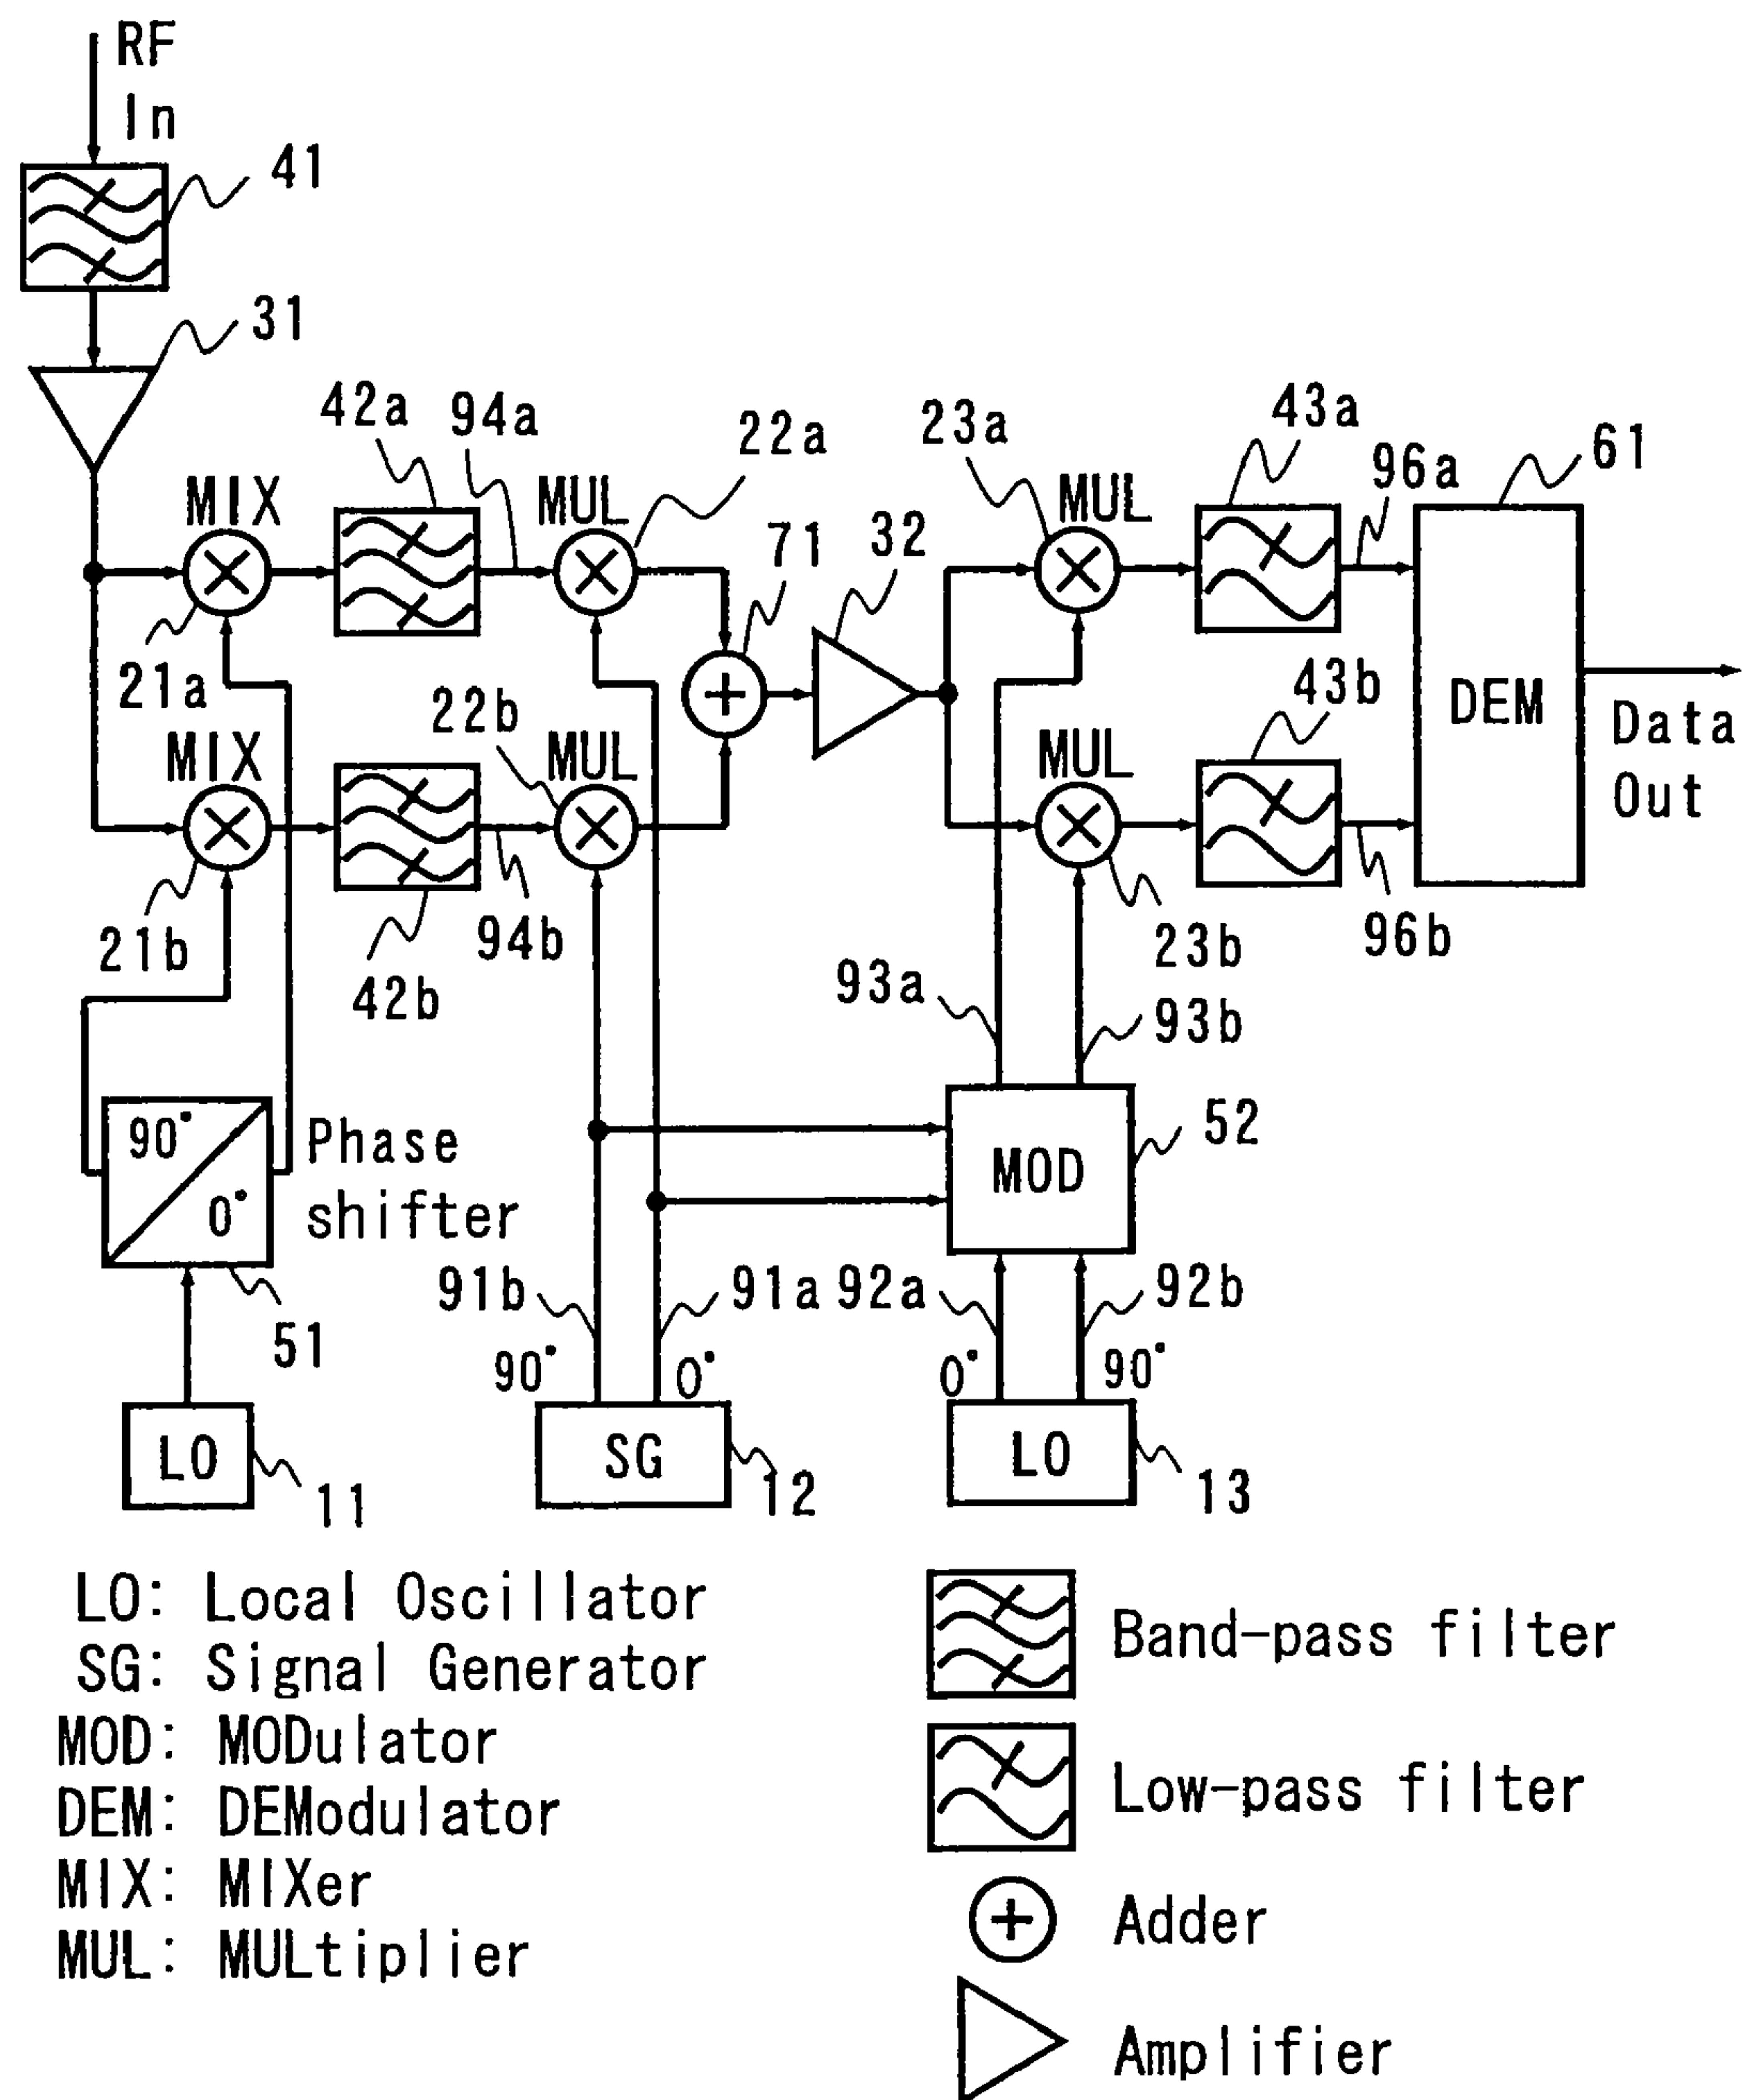 RF
In
41
31
42a
94a
22a
23a
43a
61
MIX
MUL
71
32
MUL
96a
21a
22b
43b
DEM
Data
Out
MIX
MUL
MUL
21b
94b
42b
23b
96b
93a
93b
90°
0°
Phase
shifter
MOD
52
91b
91a
92a
92b
51
90°
0°
0°
90°
LO
11
SG
12
LO
13
LO: Local Oscillator
SG: Signal Generator
MOD: MODulator
DEM: DEModulator
MIX: MIXer
MUL: MULtiplier
Band-pass filter
Low-pass filter
Adder
Amplifier